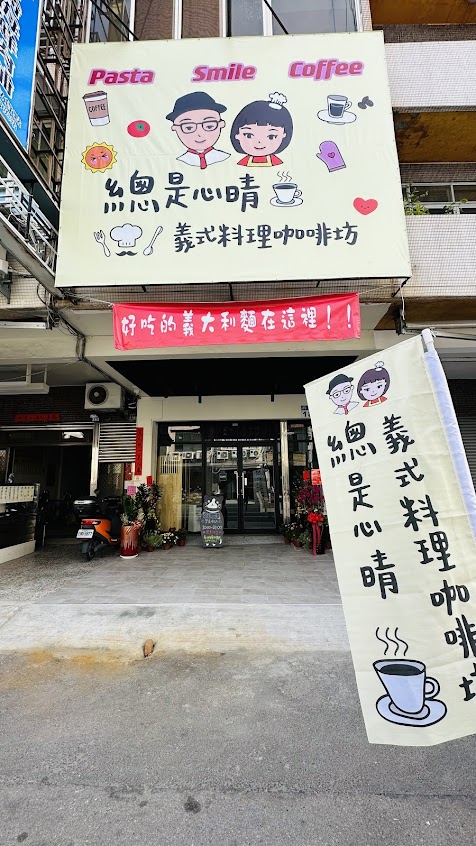 Pasta Smile Coffee
COFFEE
總是心晴
義式料理咖啡坊
好吃的義大利麵在這裡！！
義式料理咖啡坊
總是心晴